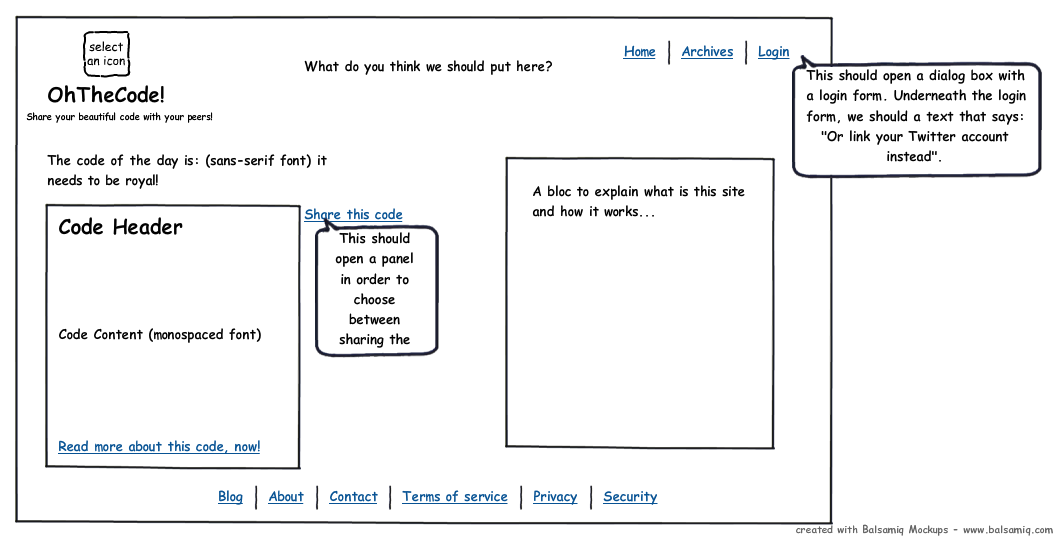 select
an icon
OhTheCode!
Share your beautiful code with your peers!
What do you think we should put here?
Home
Archives
Login
This should open a dialog box with
a login form. Underneath the login
form, we should a text that says:
"Or link your Twitter account
instead".
The code of the day is: (sans-serif font) it
needs to be royal!
Code Header
Code Content (monospaced font)
Read more about this code, now!
Share this code
This should
open a panel
in order to
choose
between
sharing the
A bloc to explain what is this site
and how it works...
Blog
About
Contact
Terms of service
Privacy
Security
created with Balsamiq Mockups - www.balsamiq.com